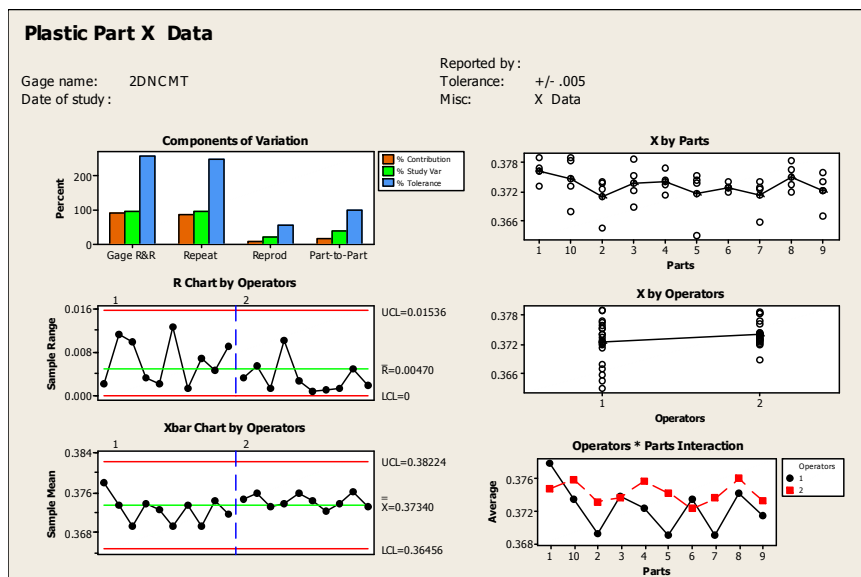 Plastic Part X Data
Gage name: 2DNCMT
Date of study:
Reported by:
Tolerance: +/- .005
Misc: X Data
Components of Variation
Percent
200
100
0
Gage R&R Repeat Reprod Part-to-Part
% Contribution
% Study Var
% Tolerance
R Chart by Operators
1 2
Sample Range
0.016
0.008
0.000
UCL=0.01536
R=0.00470
LCL=0
Xbar Chart by Operators
1 2
Sample Mean
0.384
0.376
0.368
UCL=0.38224
X=0.37340
LCL=0.36456
X by Parts
0.378
0.372
0.366
1 10 2 3 4 5 6 7 8 9
Parts
X by Operators
0.378
0.372
0.366
1 2
Operators
Operators * Parts Interaction
Average
0.376
0.372
0.368
1 10 2 3 4 5 6 7 8 9
Parts
Operators
1
2